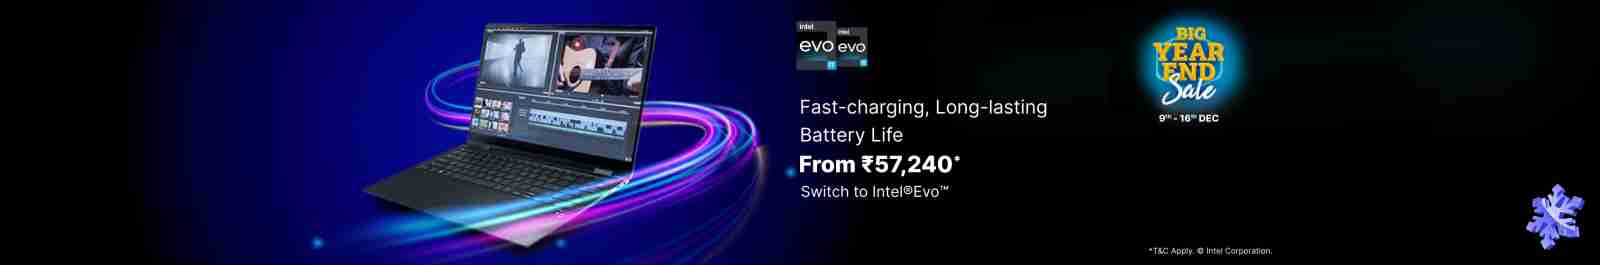 intel
evo
intel
evo
Fast-charging, Long-lasting
Battery Life
From ₹57,240*
Switch to Intel®Evo™
BIG
YEAR
END
Sale
9TH - 16TH DEC
*T&C Apply. © Intel Corporation.